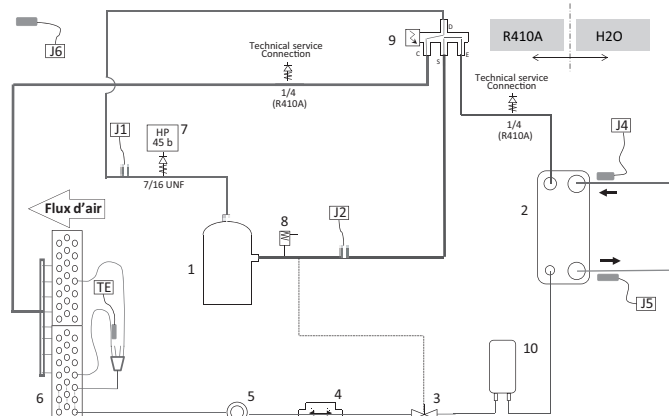 J6
9
D
C
S
E
R410A
H2O
Technical service
Connection
1/4
(R410A)
Technical service
Connection
1/4
(R410A)
J1
HP
45 b
7
7/16 UNF
J4
Flux d'air
2
8
J2
1
TE
J5
10
6
5
4
3